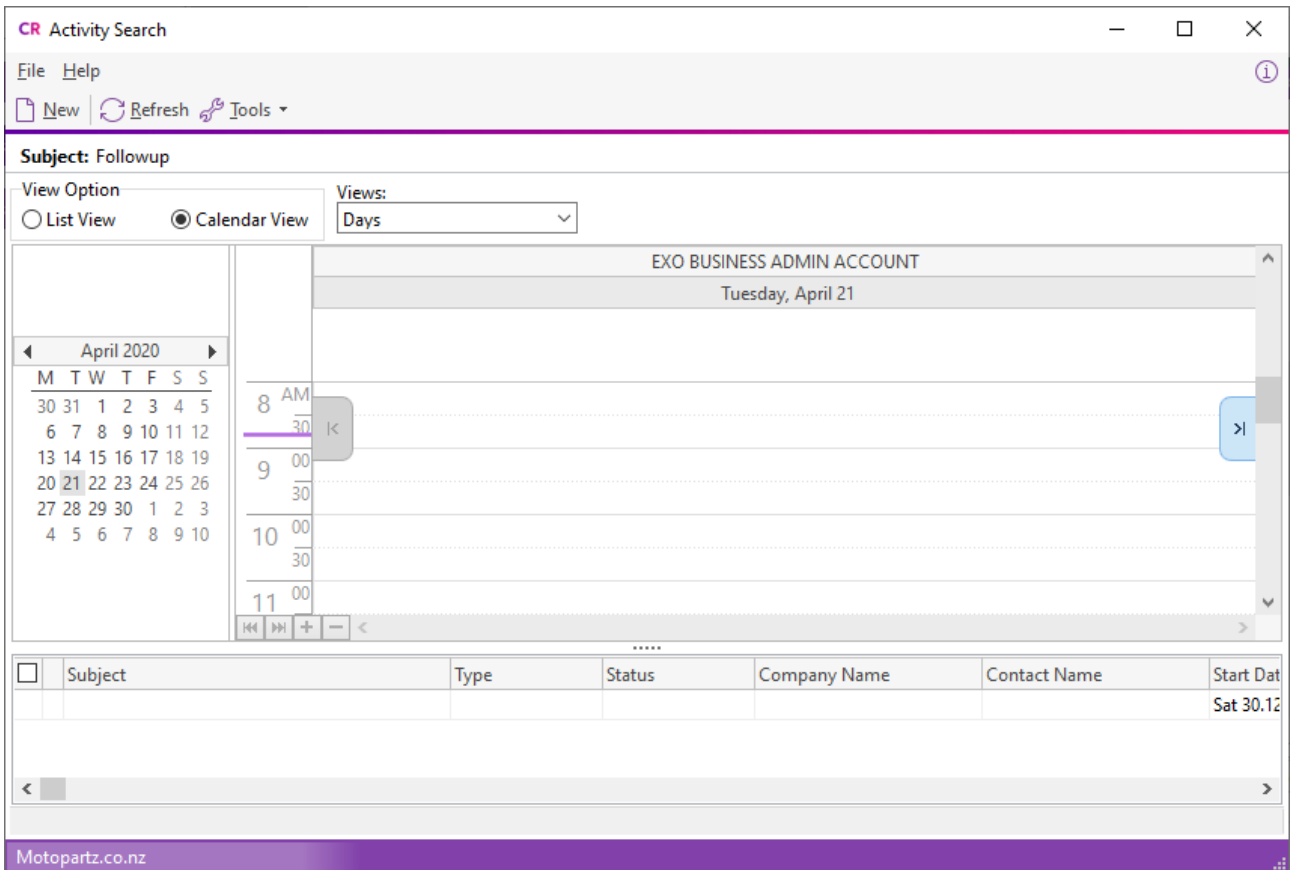 CR Activity Search
File Help
New Refresh Tools
Subject: Followup
View Option
List View Calendar View
Views:
Days
EXO BUSINESS ADMIN ACCOUNT
Tuesday, April 21
April 2020
M T W T F S S
30 31 1 2 3 4 5
6 7 8 9 10 11 12
13 14 15 16 17 18 19
20 21 22 23 24 25 26
27 28 29 30 1 2 3
4 5 6 7 8 9 10
8 AM
30
9 00
30
10 00
30
11 00
Subject Type Status Company Name Contact Name Start Dat
Sat 30.12
Motopartz.co.nz